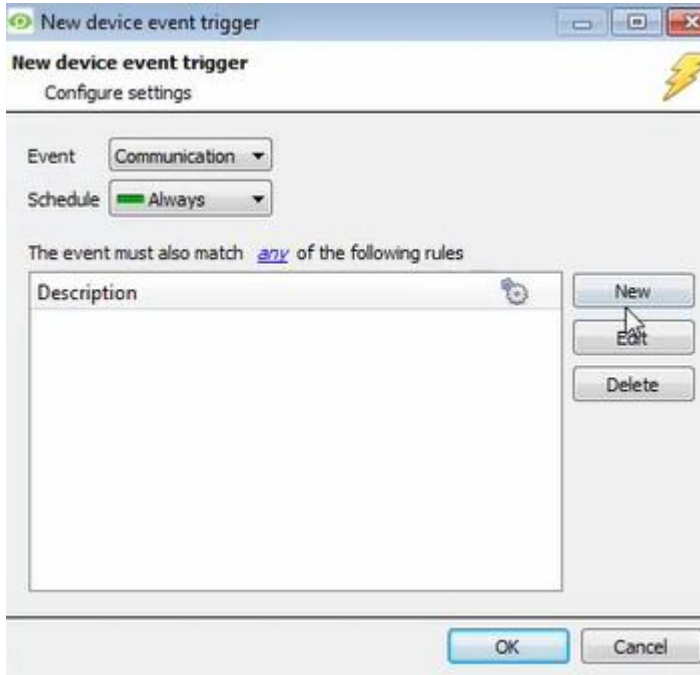 New device event trigger
New device event trigger
Configure settings
Event Communication
Schedule Always
The event must also match any of the following rules
Description
New
Edit
Delete
OK Cancel